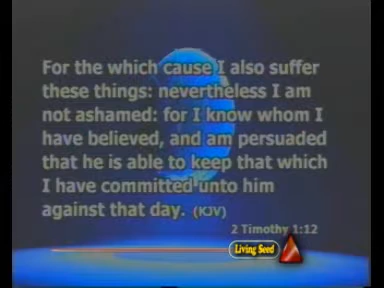 For the which cause I also suffer
these things: nevertheless I am
not ashamed: for I know whom I
have believed, and am persuaded
that he is able to keep that which
I have committed unto him
against that day. (KJV)
2 Timothy 1:12
Living Seed